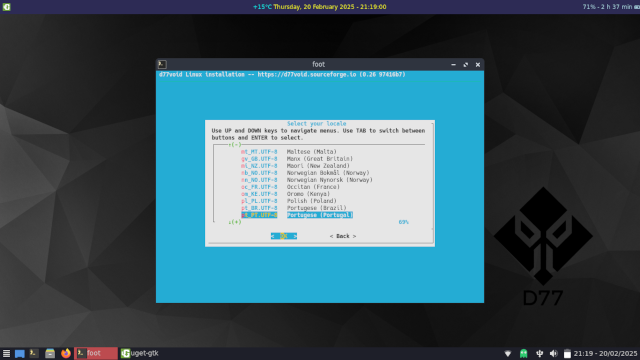 +15°C Thursday, 20 February 2025 - 21:19:00
71% - 2 h 37 min
foot
d77void Linux installation -- https://d77void.sourceforge.io (0.26 97416b7)
Select your locale
Use UP and DOWN keys to navigate menus. Use TAB to switch between
buttons and ENTER to select.
↑(-)
mt_MT.UTF-8 Maltese (Malta)
gv_GB.UTF-8 Manx (Great Britain)
mi_NZ.UTF-8 Maori (New Zealand)
nb_NO.UTF-8 Norwegian Bokmål (Norway)
nn_NO.UTF-8 Norwegian Nynorsk (Norway)
oc_FR.UTF-8 Occitan (France)
om_KE.UTF-8 Oromo (Kenya)
pl_PL.UTF-8 Polish (Poland)
pt_BR.UTF-8 Portugese (Brazil)
pt_PT.UTF-8 Portugese (Portugal)
↓(+) 69%
< OK > < Back >
D77
foot
uget-gtk
21:19 - 20/02/2025